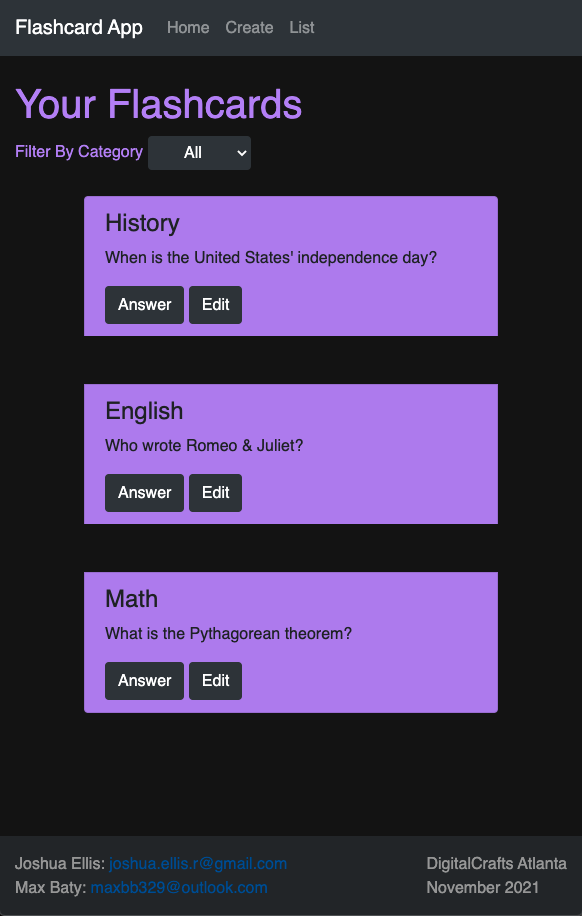 Flashcard App Home Create List
Your Flashcards
Filter By Category All
History
When is the United States' independence day?
Answer Edit
English
Who wrote Romeo & Juliet?
Answer Edit
Math
What is the Pythagorean theorem?
Answer Edit
Joshua Ellis: joshua.ellis.r@gmail.com DigitalCrafts Atlanta
Max Baty: maxbb329@outlook.com November 2021